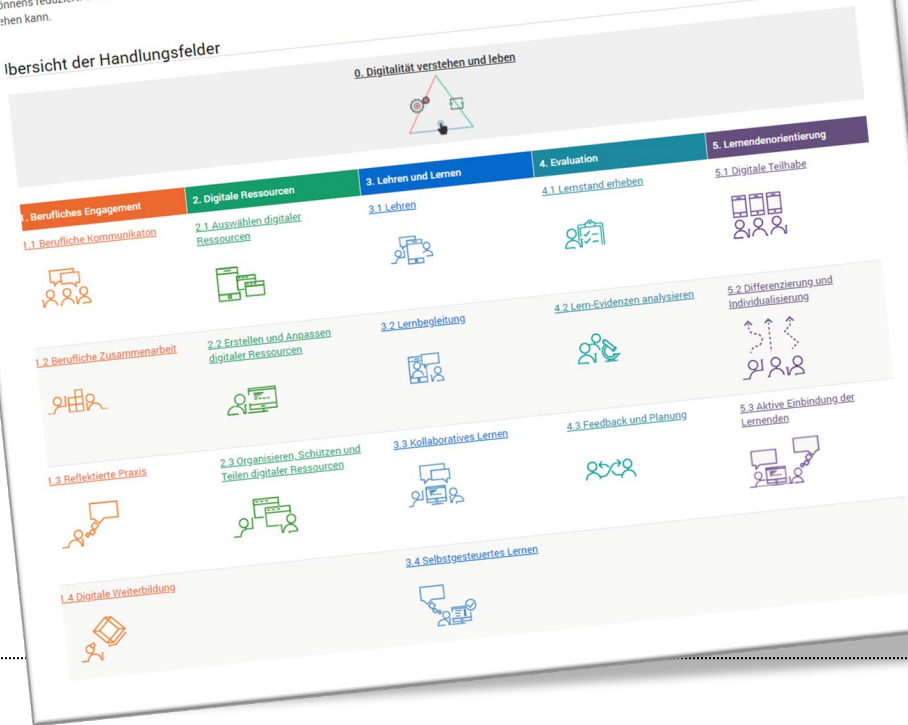 ehen kann.
bersicht der Handlungsfelder
0. Digitalität verstehen und leben
1. Berufliches Engagement
2. Digitale Ressourcen
3. Lehren und Lernen
4. Evaluation
5. Lernendenorientierung
1.1 Berufliche Kommunikaton
2.1 Auswählen digitaler
Ressourcen
3.1 Lehren
4.1 Lernstand erheben
5.1 Digitale Teilhabe
1.2 Berufliche Zusammenarbeit
2.2 Erstellen und Anpassen
digitaler Ressourcen
3.2 Lernbegleitung
4.2 Lern-Evidenzen analysieren
5.2 Differenzierung und
Individualisierung
1.3 Reflektierte Praxis
2.3 Organisieren, Schützen und
Teilen digitaler Ressourcen
3.3 Kollaboratives Lernen
4.3 Feedback und Planung
5.3 Aktive Einbindung der
Lernenden
1.4 Digitale Weiterbildung
3.4 Selbstgesteuertes Lernen